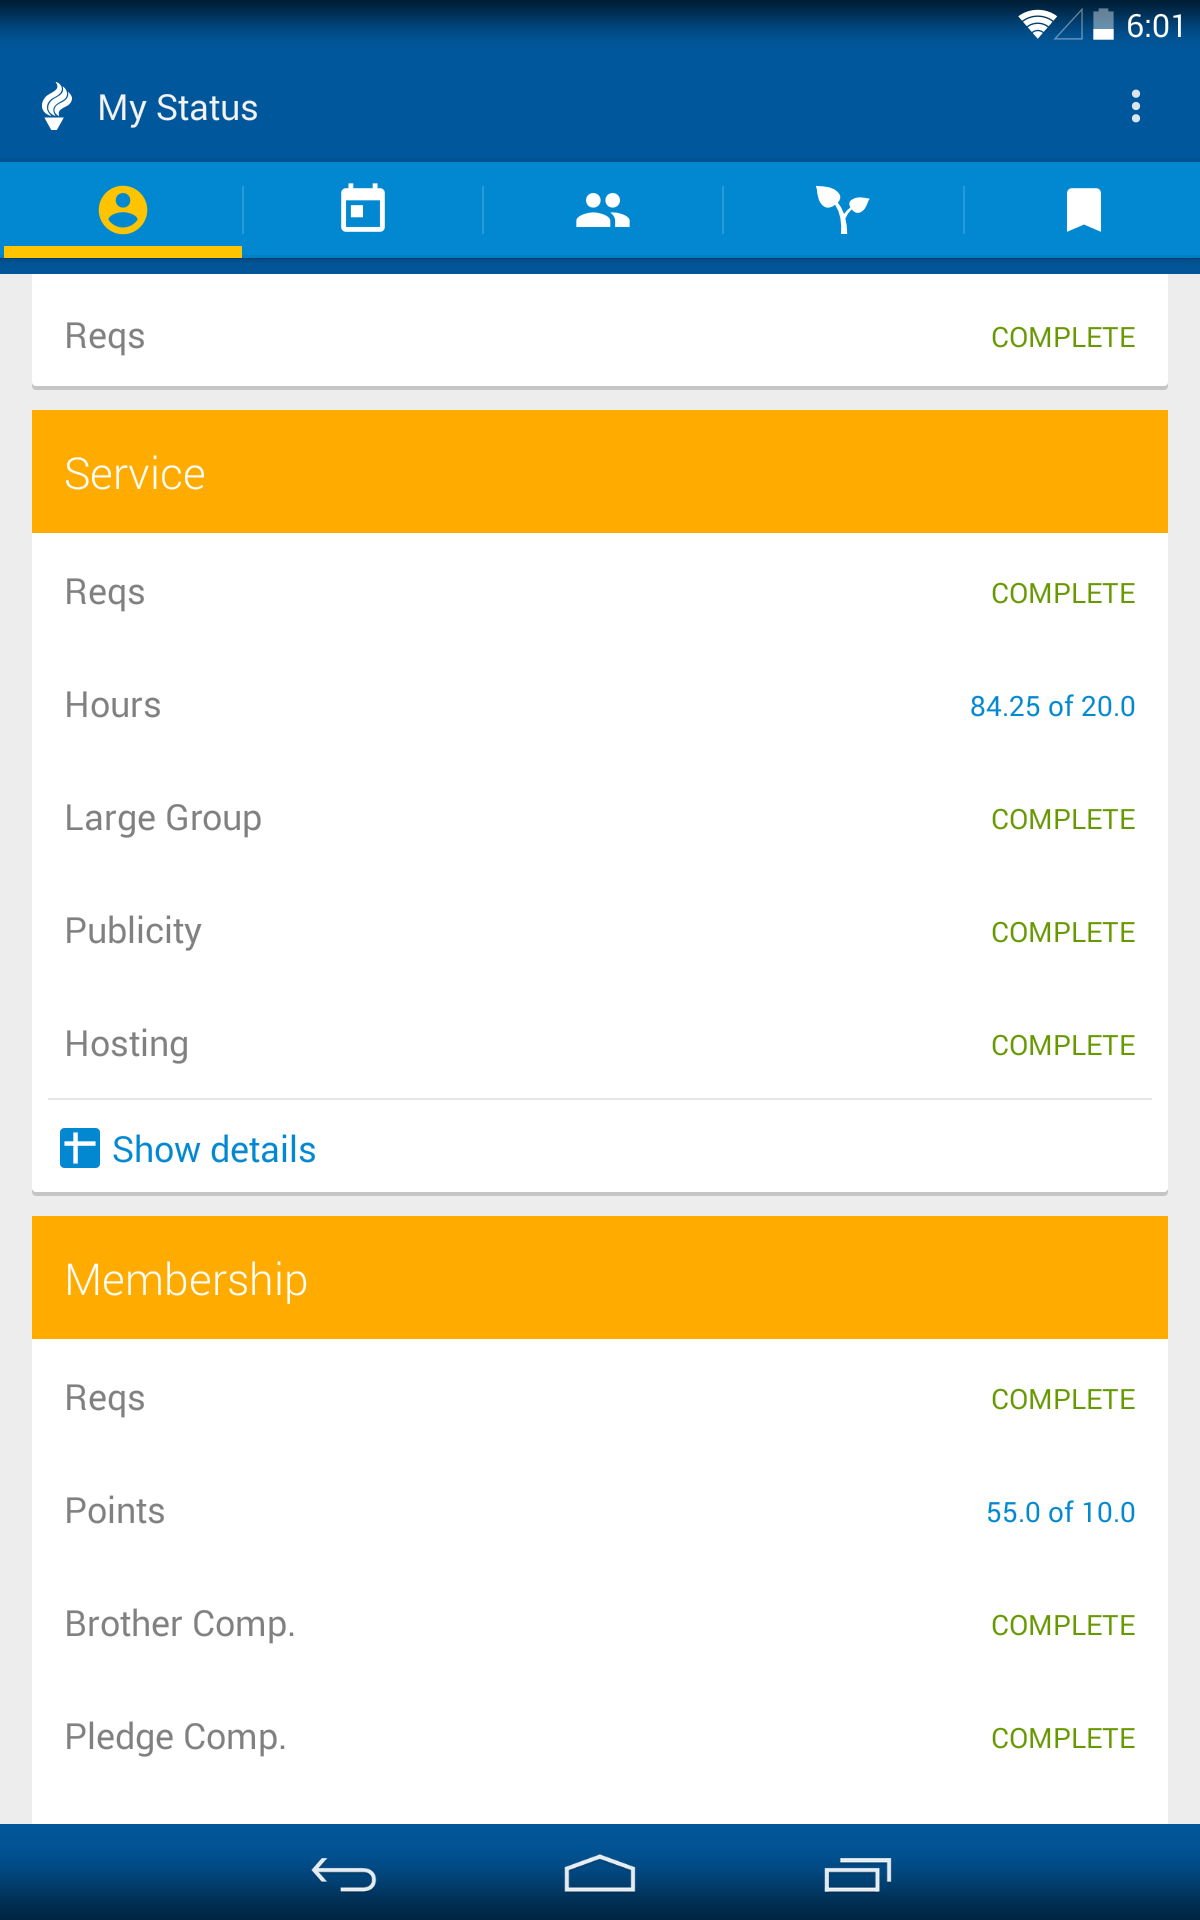 6:01
My Status
Reqs COMPLETE
Service
Reqs COMPLETE
Hours 84.25 of 20.0
Large Group COMPLETE
Publicity COMPLETE
Hosting COMPLETE
Show details
Membership
Reqs COMPLETE
Points 55.0 of 10.0
Brother Comp. COMPLETE
Pledge Comp. COMPLETE